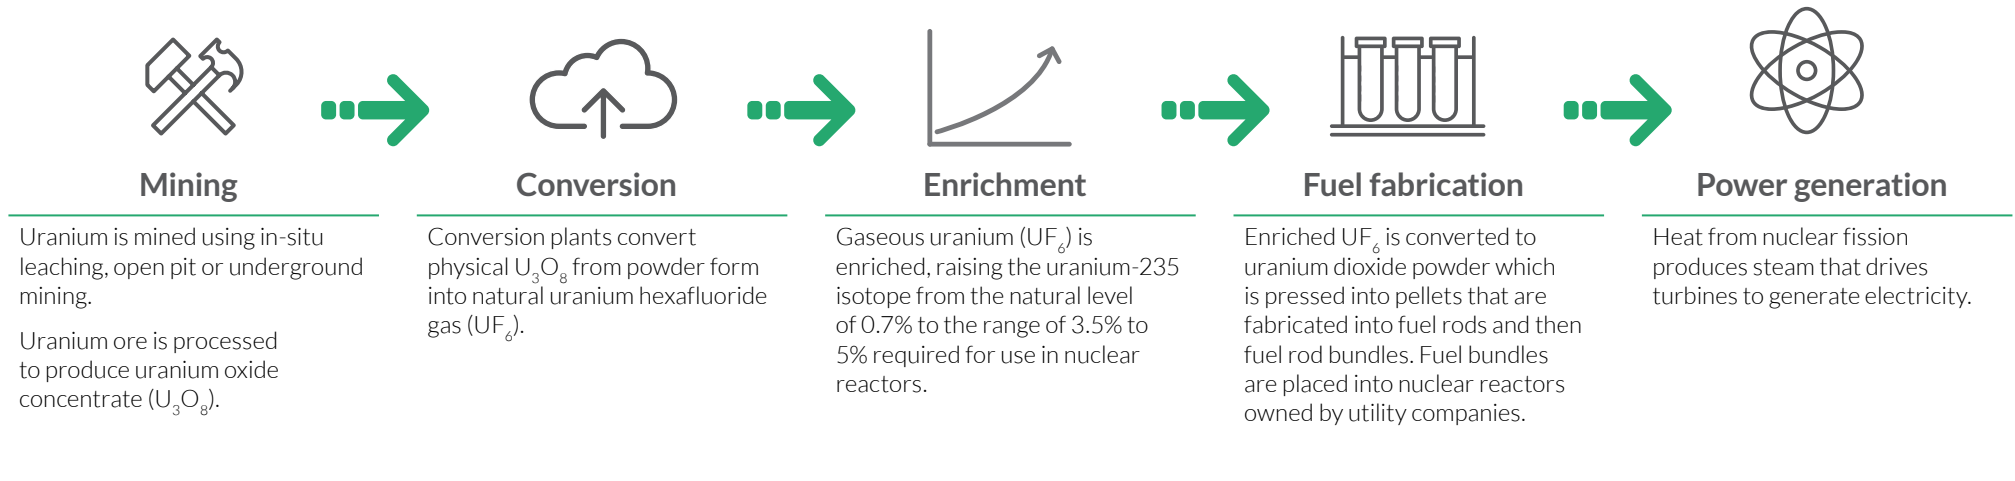 Mining
Uranium is mined using in-situ
leaching, open pit or underground
mining.
Uranium ore is processed
to produce uranium oxide
concentrate (U₃O₈).
Conversion
Conversion plants convert
physical U₃O₈ from powder form
into natural uranium hexafluoride
gas (UF₆).
Enrichment
Gaseous uranium (UF₆) is
enriched, raising the uranium-235
isotope from the natural level
of 0.7% to the range of 3.5% to
5% required for use in nuclear
reactors.
Fuel fabrication
Enriched UF₆ is converted to
uranium dioxide powder which
is pressed into pellets that are
fabricated into fuel rods and then
fuel rod bundles. Fuel bundles
are placed into nuclear reactors
owned by utility companies.
Power generation
Heat from nuclear fission
produces steam that drives
turbines to generate electricity.